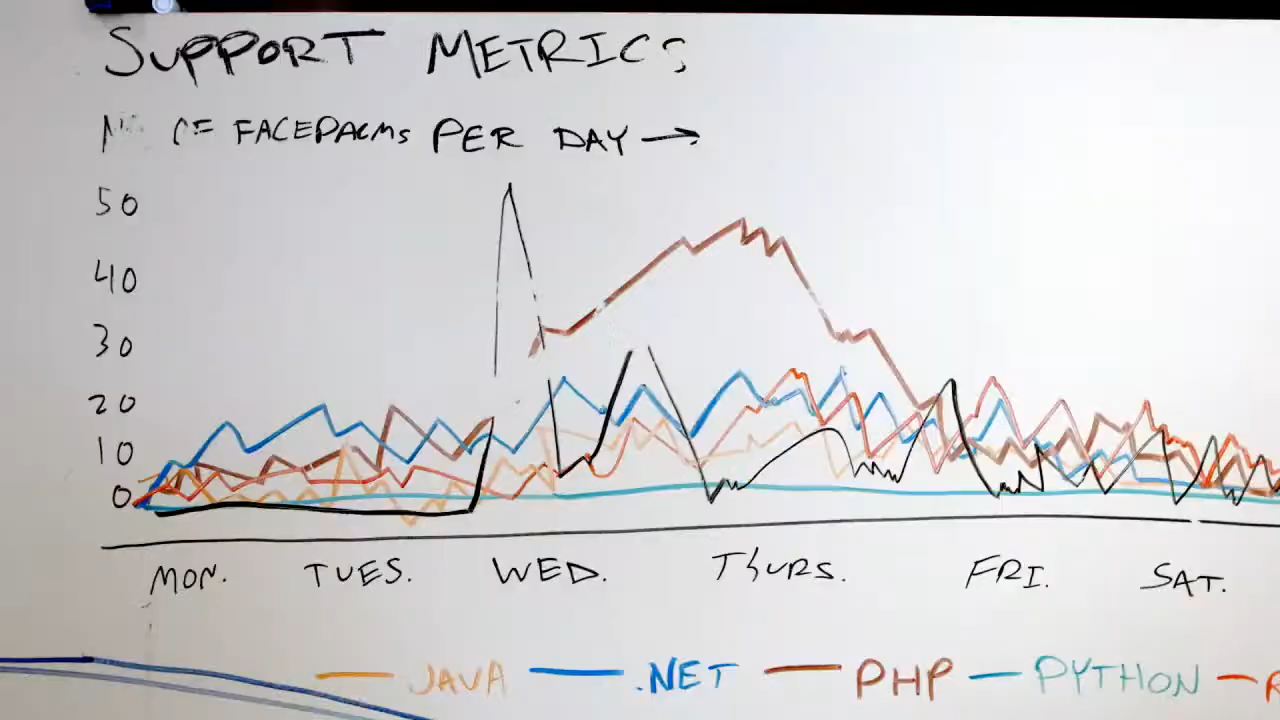 SUPPORT METRICS
OF FACEPALMS PER DAY →
50
40
30
20
10
0
MON. TUES. WED. THURS. FRI. SAT.
JAVA .NET PHP PYTHON